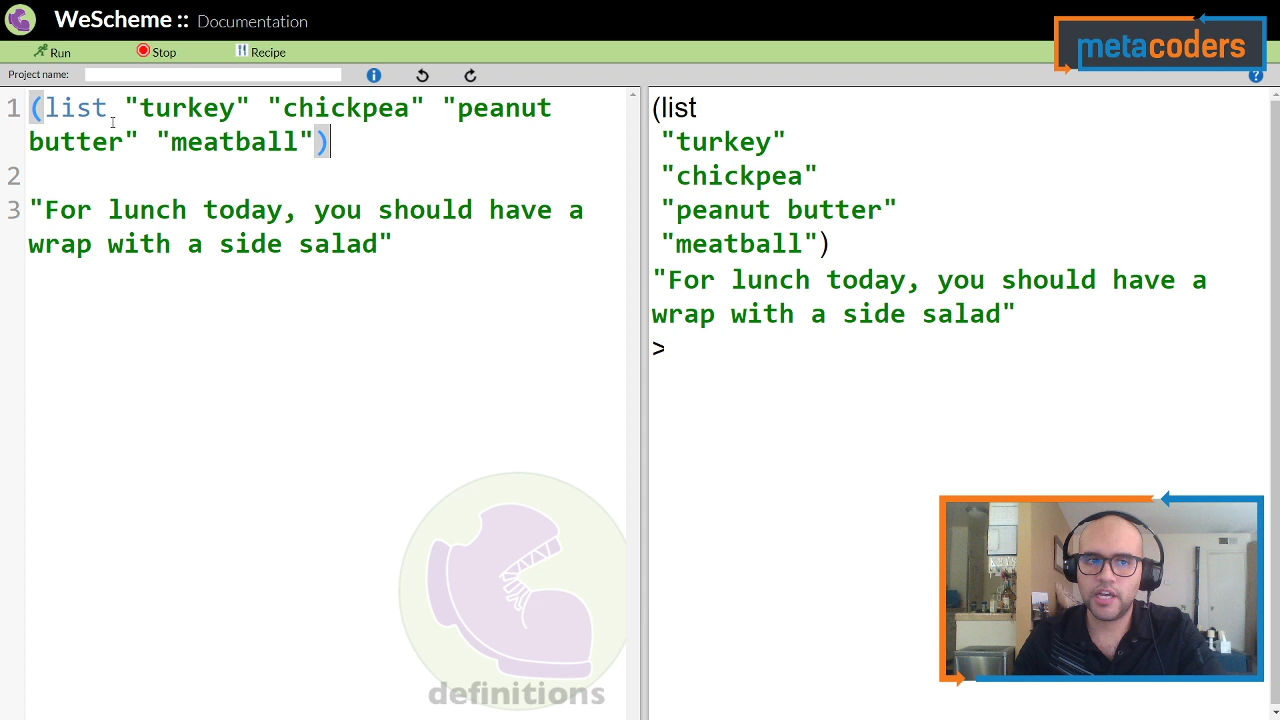 WeScheme :: Documentation
metacoders
Run Stop Recipe
Project name:
1 (list "turkey" "chickpea" "peanut
butter" "meatball")
2
3 "For lunch today, you should have a
wrap with a side salad"
definitions
(list
"turkey"
"chickpea"
"peanut butter"
"meatball")
"For lunch today, you should have a
wrap with a side salad"
>